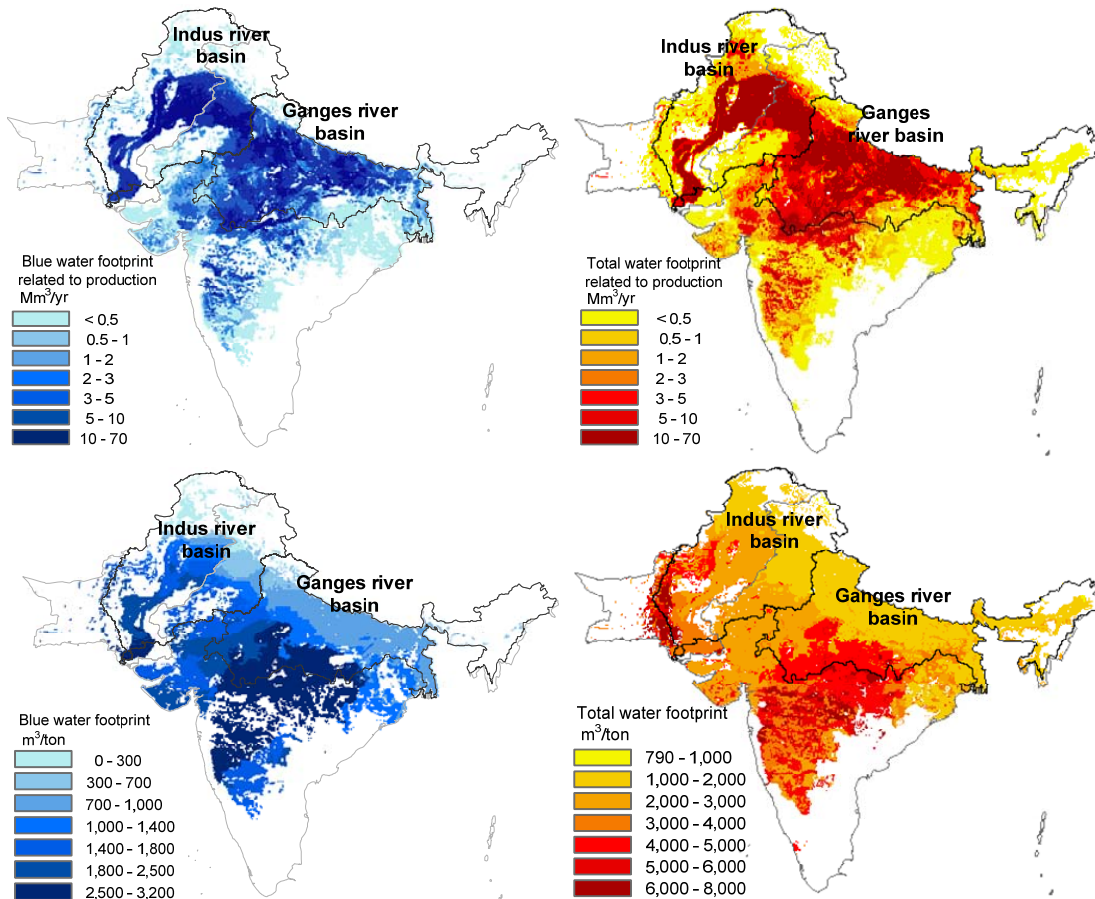 Indus river
basin
Ganges river
basin
Blue water footprint
related to production
Mm³/yr
< 0.5
0.5 – 1
1 – 2
2 – 3
3 – 5
5 – 10
10 – 70
Indus river
basin
Ganges
river basin
Total water footprint
related to production
Mm³/yr
< 0.5
0.5 – 1
1 – 2
2 – 3
3 – 5
5 – 10
10 – 70
Indus river
basin
Ganges river
basin
Blue water footprint
m³/ton
0 – 300
300 – 700
700 – 1,000
1,000 – 1,400
1,400 – 1,800
1,800 – 2,500
2,500 – 3,200
Indus river
basin
Ganges river
basin
Total water footprint
m³/ton
790 – 1,000
1,000 – 2,000
2,000 – 3,000
3,000 – 4,000
4,000 – 5,000
5,000 – 6,000
6,000 – 8,000